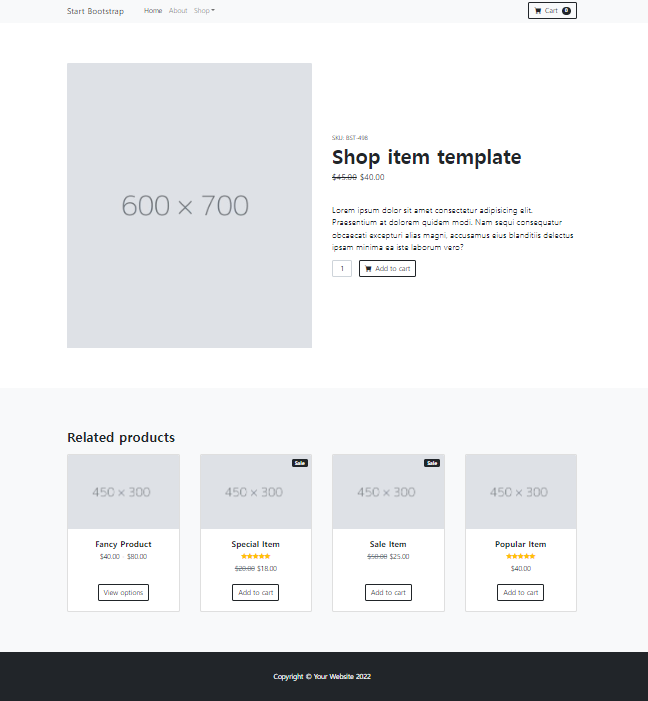 Start Bootstrap Home About Shop Cart 0
600 × 700
SKU: BST-498
Shop item template
$45.00 $40.00
Lorem ipsum dolor sit amet consectetur adipisicing elit.
Praesentium at dolorem quidem modi. Nam sequi consequatur
obcaecati excepturi alias magni, accusamus eius blanditiis delectus
ipsam minima ea iste laborum vero?
1 Add to cart
Related products
450 × 300
Fancy Product
$40.00 - $80.00
View options
Sale
450 × 300
Special Item
★★★★★
$20.00 $18.00
Add to cart
Sale
450 × 300
Sale Item
$50.00 $25.00
Add to cart
450 × 300
Popular Item
★★★★★
$40.00
Add to cart
Copyright © Your Website 2022